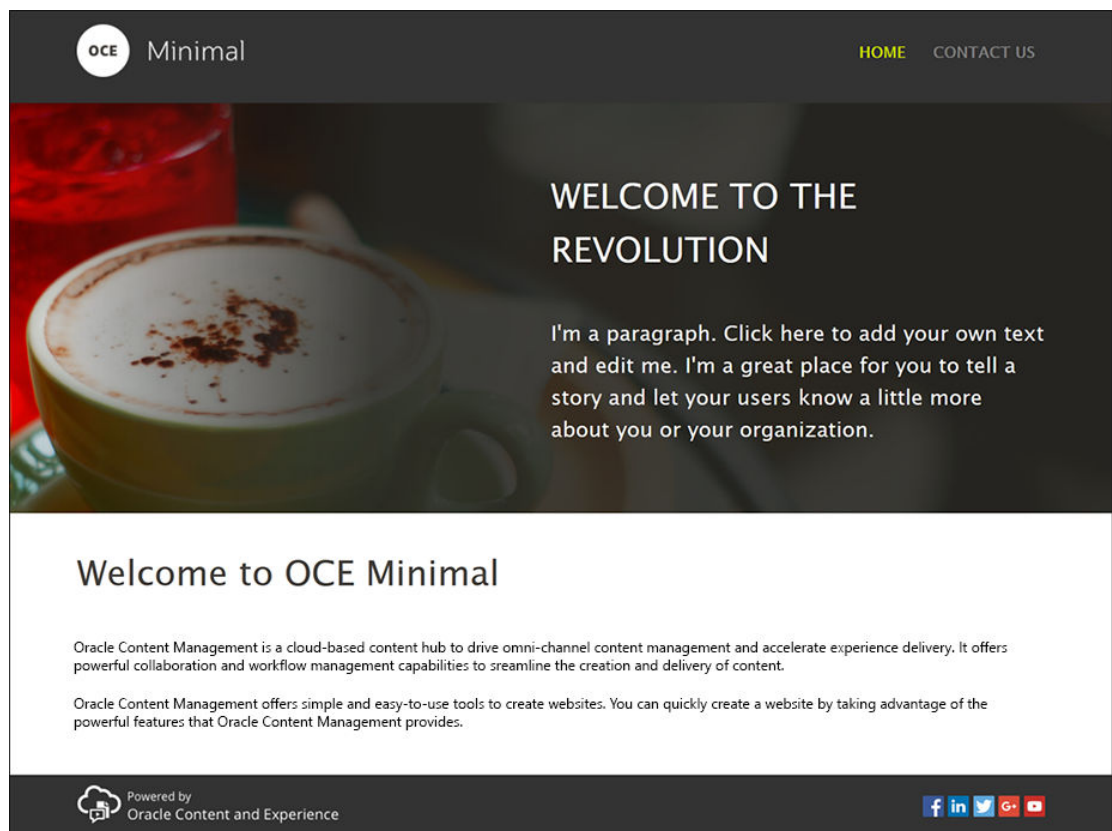 OCE Minimal
HOME CONTACT US
WELCOME TO THE
REVOLUTION
I'm a paragraph. Click here to add your own text
and edit me. I'm a great place for you to tell a
story and let your users know a little more
about you or your organization.
Welcome to OCE Minimal
Oracle Content Management is a cloud-based content hub to drive omni-channel content management and accelerate experience delivery. It offers
powerful collaboration and workflow management capabilities to sreamline the creation and delivery of content.
Oracle Content Management offers simple and easy-to-use tools to create websites. You can quickly create a website by taking advantage of the
powerful features that Oracle Content Management provides.
Powered by
Oracle Content and Experience
f in G+